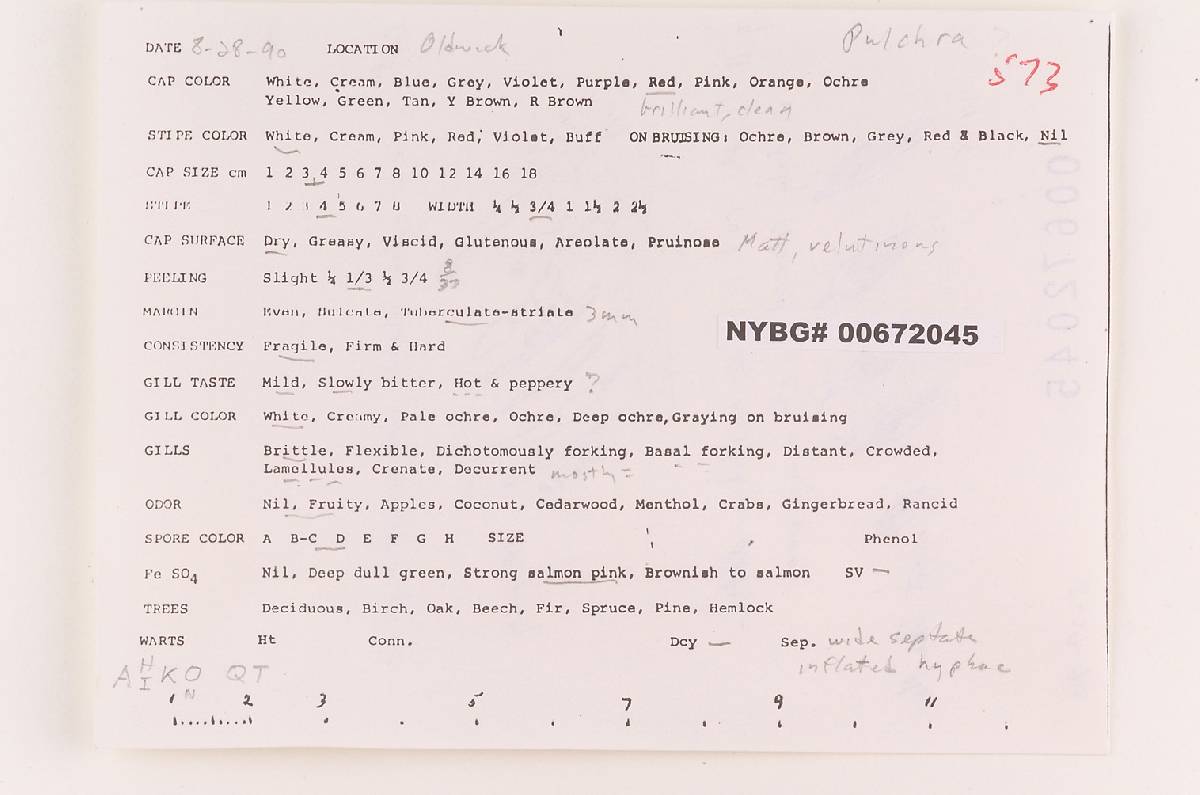 DATE 8-28-90 LOCATION Oldwick Pulchra
573
CAP COLOR White, Cream, Blue, Grey, Violet, Purple, Red, Pink, Orange, Ochre
Yellow, Green, Tan, Y Brown, R Brown brilliant, clean
STIPE COLOR White, Cream, Pink, Red, Violet, Buff ON BRUISING: Ochre, Brown, Grey, Red & Black, Nil
CAP SIZE cm 1 2 3 4 5 6 7 8 10 12 14 16 18
STIPE 1 2 3 4 5 6 7 8 WIDTH ¼ ½ 3/4 1 1½ 2 2½
CAP SURFACE Dry, Greasy, Viscid, Glutenous, Areolate, Pruinose Matt, velutinous
PEELING Slight ¼ 1/3 ½ 3/4
MARGIN Even, Sulcate, Tuberculate-striate 3mm
NYBG# 00672045
CONSISTENCY Fragile, Firm & Hard
GILL TASTE Mild, Slowly bitter, Hot & peppery ?
GILL COLOR White, Creamy, Pale ochre, Ochre, Deep ochre, Graying on bruising
GILLS Brittle, Flexible, Dichotomously forking, Basal forking, Distant, Crowded,
Lamellules, Crenate, Decurrent mostly =
ODOR Nil, Fruity, Apples, Coconut, Cedarwood, Menthol, Crabs, Gingerbread, Rancid
SPORE COLOR A B-C D E F G H SIZE Phenol
Fe SO4 Nil, Deep dull green, Strong salmon pink, Brownish to salmon SV —
TREES Deciduous, Birch, Oak, Beech, Fir, Spruce, Pine, Hemlock
WARTS Ht Conn. Dcy — Sep. wide septate
inflated hyphae
A H I K O QT
N
1 2 3 5 7 9 11